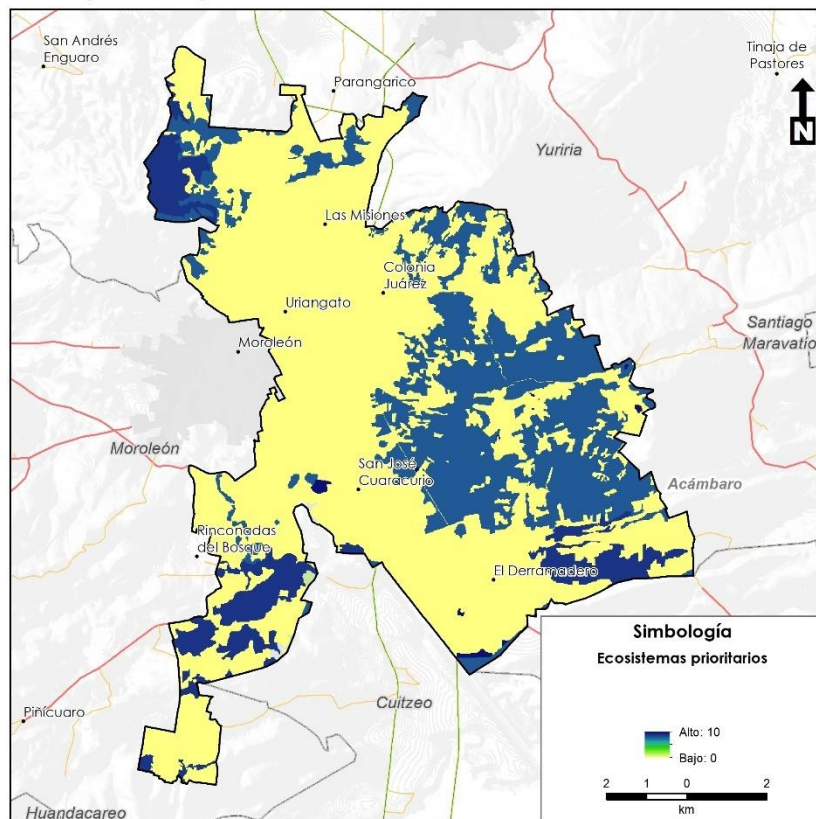 San Andrés
Enguaro
Tinaja de
Pastores
Parangarico
N
Yuriria
Las Misiones
Colonia
Juárez
Uriangato
Santiago
Maravatío
Moroleón
Moroleón
San José
Cuaracurio
Acámbaro
Rinconadas
del Bosque
El Derramadero
Simbología
Ecosistemas prioritarios
Piñícuaro
Cuitzeo
Alto: 10
Bajo: 0
2 1 0 2
km
Huandacareo